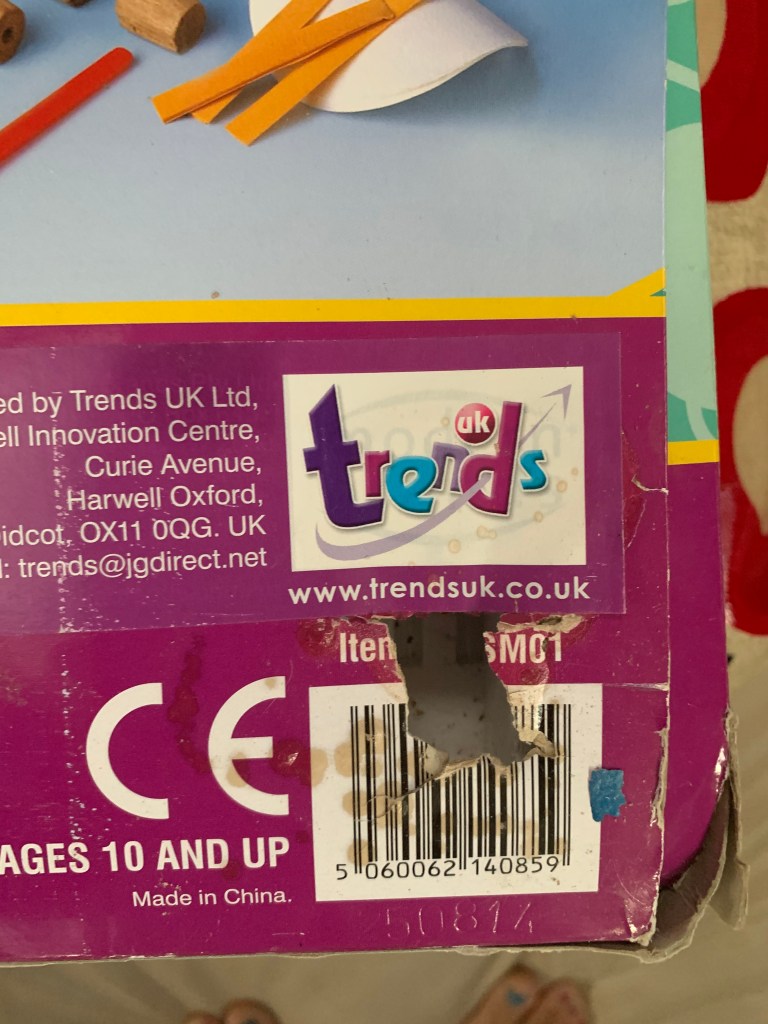 ed by Trends UK Ltd,
ell Innovation Centre,
Curie Avenue,
Harwell Oxford,
idcot, OX11 0QG. UK
l: trends@jgdirect.net
uk
trends
www.trendsuk.co.uk
SM01
CE
AGES 10 AND UP
Made in China.
5 060062 140859
50814